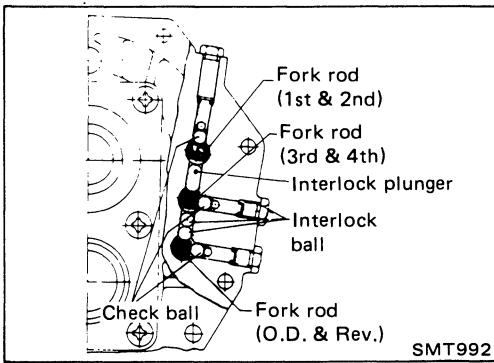 Fork rod
(1st & 2nd)
Fork rod
(3rd & 4th)
Interlock plunger
Interlock
ball
Check ball
Fork rod
(O.D. & Rev.)
SMT992